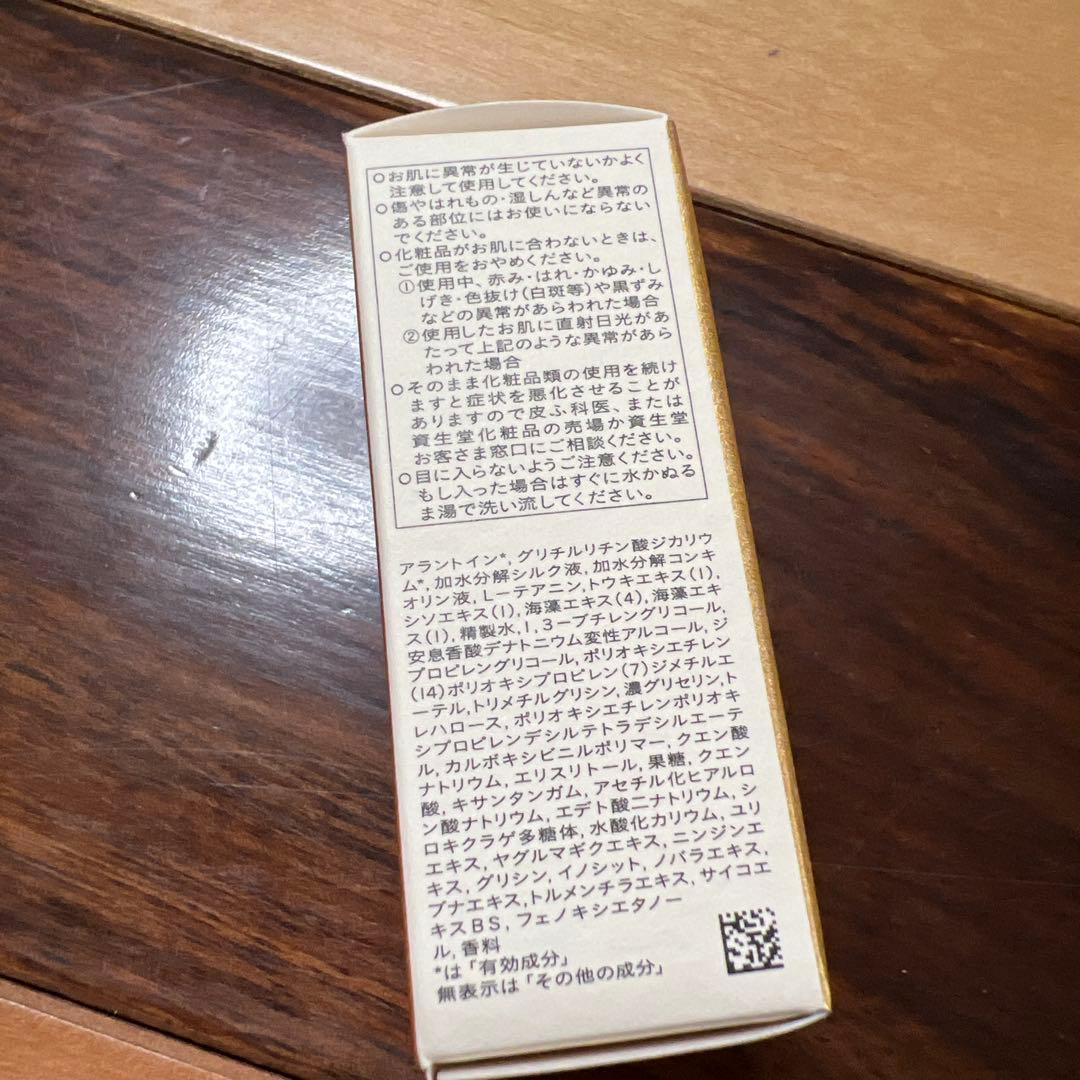 ○お肌に異常が生じていないかよく
注意して使用してください。
○傷やはれもの・湿しんなど異常の
ある部位にはお使いにならない
でください。
○化粧品がお肌に合わないときは、
ご使用をおやめください。
①使用中、赤み・はれ・かゆみ・し
げき・色抜け(白斑等)や黒ずみ
などの異常があらわれた場合
②使用したお肌に直射日光があ
たって上記のような異常があら
われた場合
○そのまま化粧品類の使用を続け
ますと症状を悪化させることが
ありますので皮ふ科医、または
資生堂化粧品の売場か資生堂
お客さま窓口にご相談ください。
○目に入らないようご注意ください。
もし入った場合はすぐに水かぬる
ま湯で洗い流してください。
アラントイン*, グリチルリチン酸ジカリウ
ム*, 加水分解シルク液, 加水分解コンキ
オリン液, L－テアニン,トウキエキス(1),
シソエキス(1), 海藻エキス(4), 海藻エキ
ス(1), 精製水,1,3－ブチレングリコール,
安息香酸デナトニウム変性アルコール, ジ
プロピレングリコール, ポリオキシエチレン
(14)ポリオキシプロピレン(7)ジメチルエ
ーテル,トリメチルグリシン, 濃グリセリン,ト
レハロース, ポリオキシエチレンポリオキ
シプロピレンデシルテトラデシルエーテ
ル, カルボキシビニルポリマー, クエン酸
ナトリウム, エリスリトール, 果糖, クエン
酸, キサンタンガム, アセチル化ヒアルロ
ン酸ナトリウム, エデト酸二ナトリウム, シ
ロキクラゲ多糖体, 水酸化カリウム, ユリ
エキス, ヤグルマギクエキス, ニンジンエ
キス, グリシン, イノシット, ノバラエキス,
ブナエキス,トルメンチラエキス, サイコエ
キスBS, フェノキシエタノー
ル, 香料
*は「有効成分」
無表示は「その他の成分」